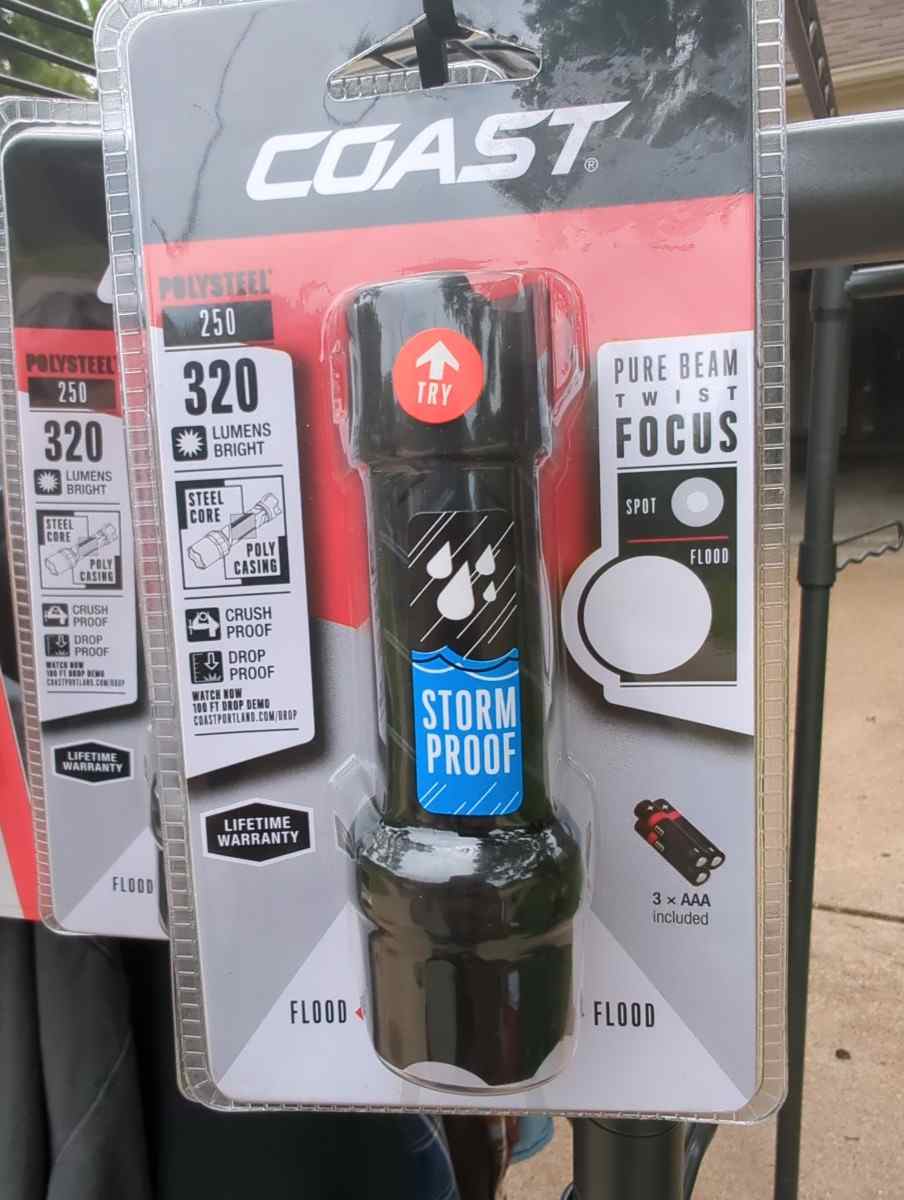 COAST®
POLYSTEEL®
250
320
LUMENS
BRIGHT
STEEL
CORE
POLY
CASING
CRUSH
PROOF
DROP
PROOF
WATCH NOW
100 FT DROP DEMO
COASTPORTLAND.COM/DROP
LIFETIME
WARRANTY
TRY
STORM
PROOF
PURE BEAM
TWIST
FOCUS
SPOT
FLOOD
3 × AAA
included
FLOOD
FLOOD
POLYSTEEL
250
320
LUMENS
BRIGHT
STEEL
CORE
POLY
CASING
CRUSH
PROOF
DROP
PROOF
WATCH NOW
100 FT DROP DEMO
COASTPORTLAND.COM/DROP
LIFETIME
WARRANTY
FLOOD